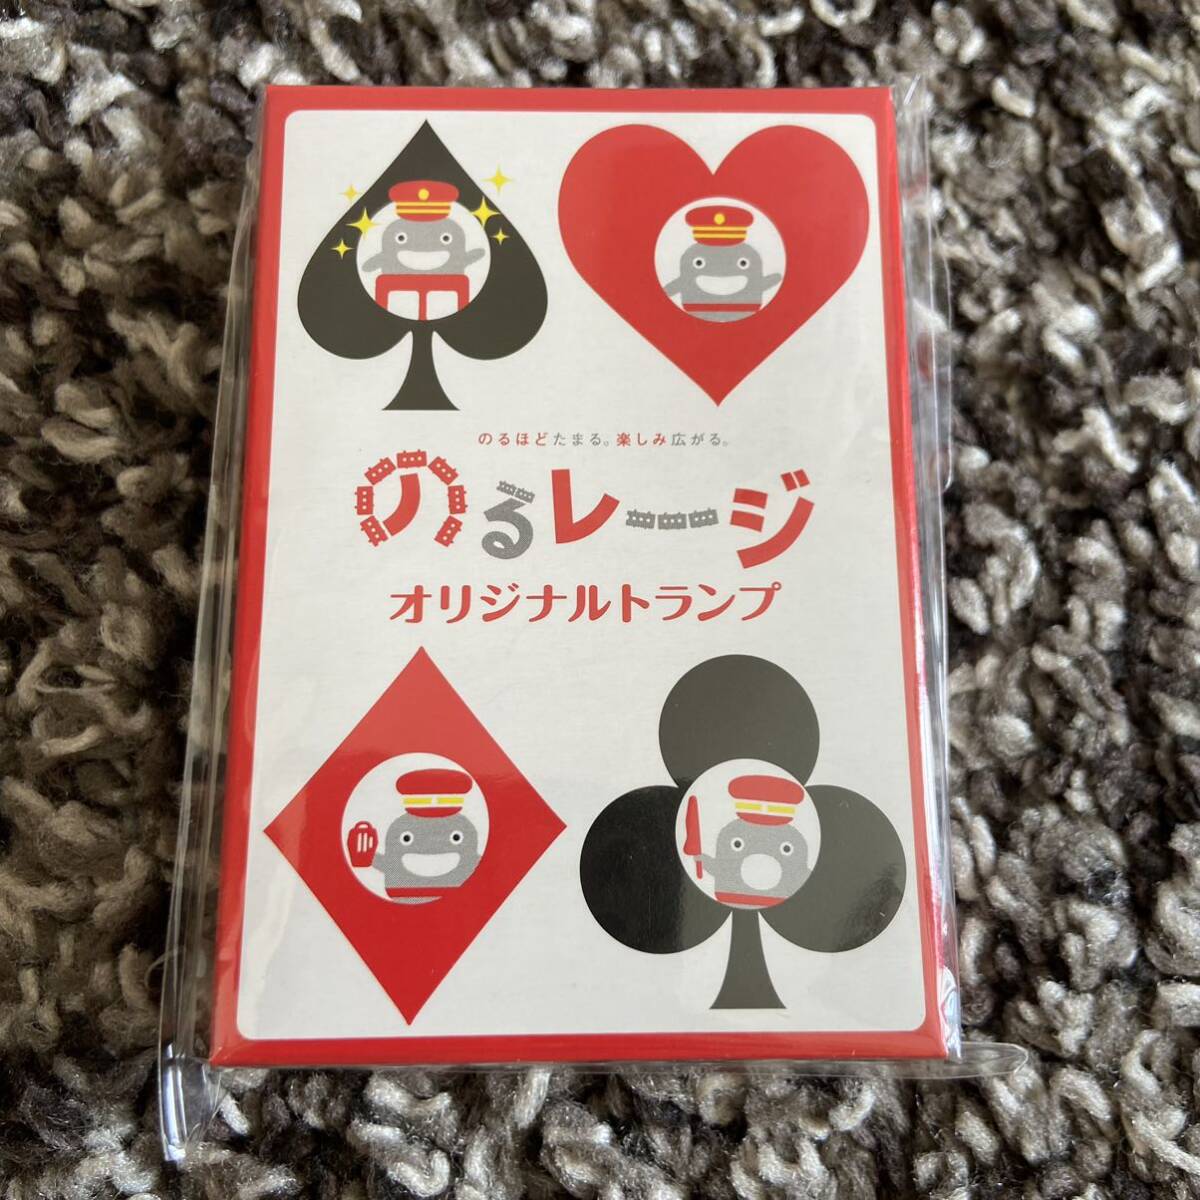 のるほどたまる。楽しみ広がる。
のるレージ
オリジナルトランプ